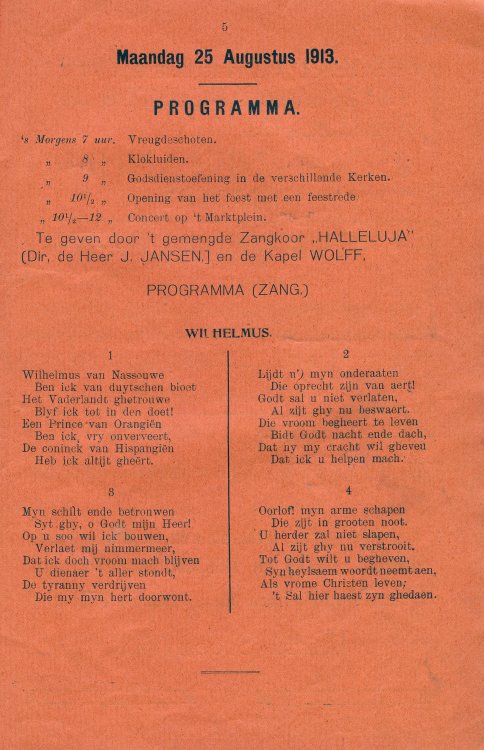 5
Maandag 25 Augustus 1913.
PROGRAMMA.
's Morgens 7 uur. Vreugdeschoten.
„ 8 „ Klokluiden.
„ 9 „ Godsdienstoefening in de verschillende Kerken.
„ 10¹/₂ „ Opening van het feest met een feestrede
„ 10¹/₂—12 „ Concert op 't Marktplein.
Te geven door 't gemengde Zangkoor „HALLELUJA"
(Dir. de Heer J. JANSEN.] en de Kapel WOLFF.
PROGRAMMA (ZANG.)
WILHELMUS.
1
Wilhelmus van Nassouwe
Ben ick van duytschen bloet
Het Vaderlandt ghetrouwe
Blyf ick tot in den doet!
Een Prince van Orangiën
Ben ick vry onverveert,
De coninck van Hispangiën
Heb ick altijt gheërt.
2
Lijdt n') myn onderaaten
Die oprecht zijn van aert!
Godt sal u niet verlaten,
Al zijt ghy nu beswaert.
Die vroom begheert te leven
Bidt Godt nacht ende dach,
Dat ny my cracht wil gheveu
Dat ick u helpen mach.
3
Myn schilt ende betronwen
Syt ghy, o Godt mijn Heer!
Op u soo wil ick bouwen,
Verlaet mij nimmermeer,
Dat ick doch vroom mach blijven
U dienaer 't aller stondt,
De tyranny verdrijven
Die my myn hert doorwont.
4
Oorlof! myn arme schapen
Die zijt in grooten noot.
U herder zal niet slapen,
Al zijt ghy nu verstrooit.
Tot Godt wilt u begheven,
Syn heylsaem woordt neemt aen,
Als vrome Christen leven,
't Sal hier haest zyn ghedaen.